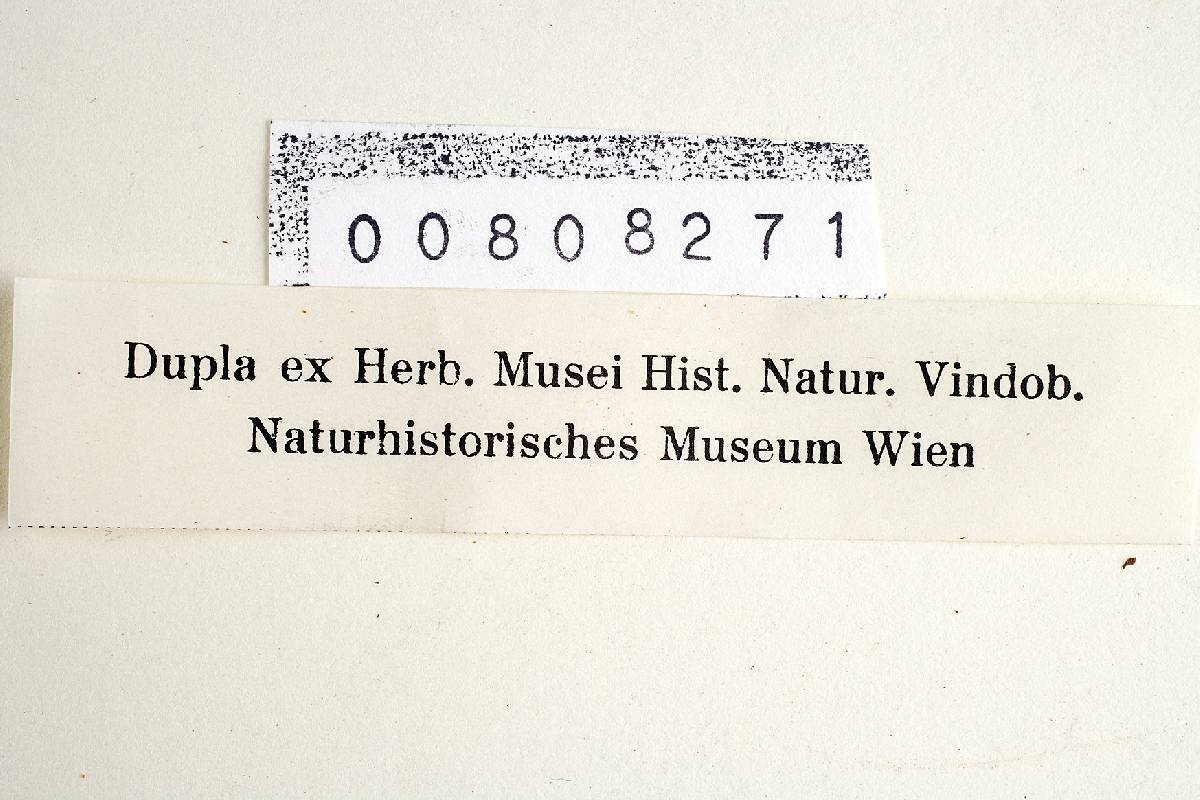 00808271
Dupla ex Herb. Musei Hist. Natur. Vindob.
Naturhistorisches Museum Wien